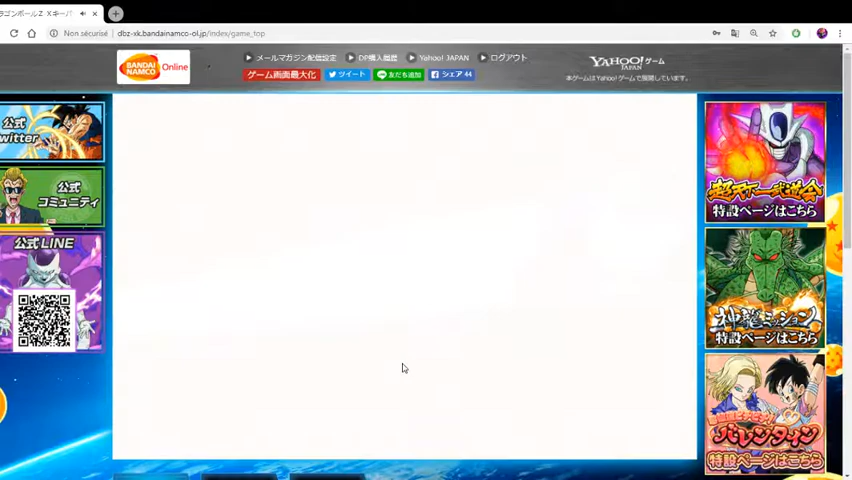 ラゴンボールZ Xキーパー
Non sécurisé | dbz-xk.bandainamco-ol.jp/index/game_top
BANDAI NAMCO Online
メールマガジン配信設定 DP購入履歴 Yahoo! JAPAN ログアウト
ゲーム画面最大化 ツイート 友だち追加 シェア 44
YAHOO! ゲーム
JAPAN
本ゲームはYahoo!ゲームで展開しています。
公式
witter
公式
コミュニティ
公式LINE
超天下一武道会
特設ページはこちら
神龍ミッション
特設ページはこちら
バレンタイン
特設ページはこちら